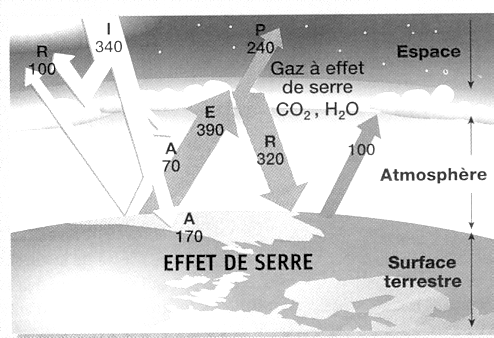 R
100
I
340
P
240
Espace
Gaz à effet
de serre
CO₂, H₂O
E
390
A
70
R
320
100
Atmosphère
A
170
EFFET DE SERRE
Surface
terrestre